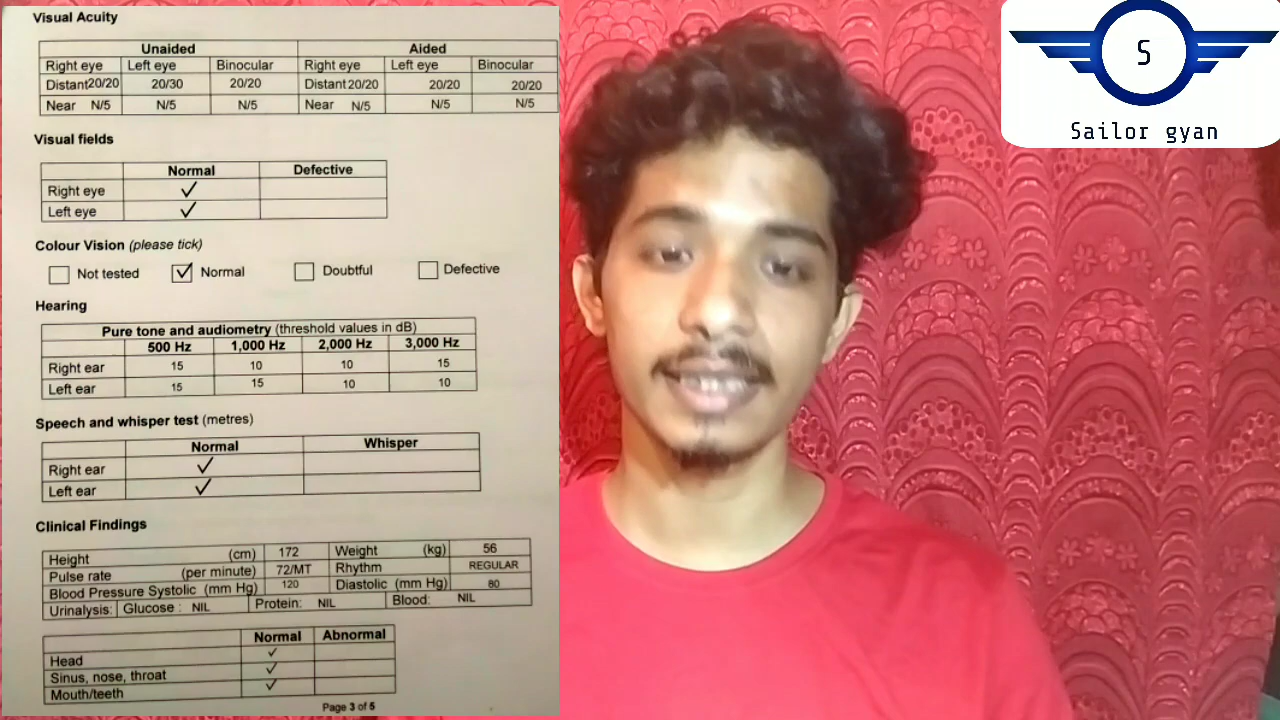 Visual Acuity
Unaided Aided
Right eye Left eye Binocular Right eye Left eye Binocular
Distant 20/20 20/30 20/20 Distant 20/20 20/20 20/20
Near N/5 N/5 N/5 Near N/5 N/5 N/5
Visual fields
Normal Defective
Right eye ✓
Left eye ✓
Colour Vision (please tick)
☐ Not tested ☑ Normal ☐ Doubtful ☐ Defective
Hearing
Pure tone and audiometry (threshold values in dB)
500 Hz 1,000 Hz 2,000 Hz 3,000 Hz
Right ear 15 10 10 15
Left ear 15 15 10 10
Speech and whisper test (metres)
Normal Whisper
Right ear ✓
Left ear ✓
Clinical Findings
Height (cm) 172 Weight (kg) 56
Pulse rate (per minute) 72/MT Rhythm REGULAR
Blood Pressure Systolic (mm Hg) 120 Diastolic (mm Hg) 80
Urinalysis: Glucose : NIL Protein: NIL Blood: NIL
Normal Abnormal
Head ✓
Sinus, nose, throat ✓
Mouth/teeth ✓
Page 3 of 5
S
Sailor gyan